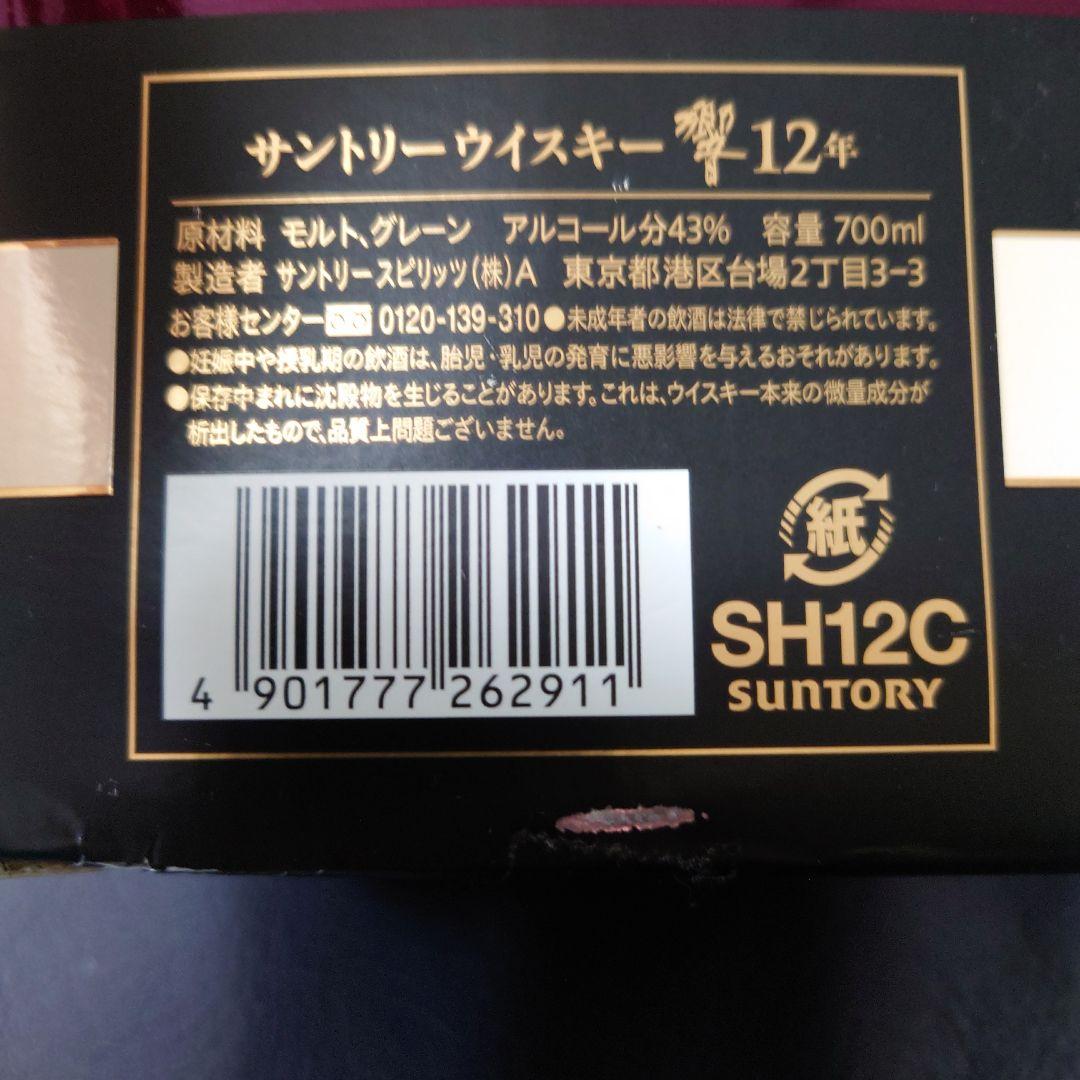 サントリーウイスキー 響 12年
原材料 モルト、グレーン アルコール分43% 容量 700ml
製造者 サントリースピリッツ(株)A 東京都港区台場2丁目3-3
お客様センター 0120-139-310 ●未成年者の飲酒は法律で禁じられています。
●妊娠中や授乳期の飲酒は、胎児・乳児の発育に悪影響を与えるおそれがあります。
●保存中まれに沈殿物を生じることがあります。これは、ウイスキー本来の微量成分が
析出したもので、品質上問題ございません。
紙
SH12C
SUNTORY
4 901777 262911